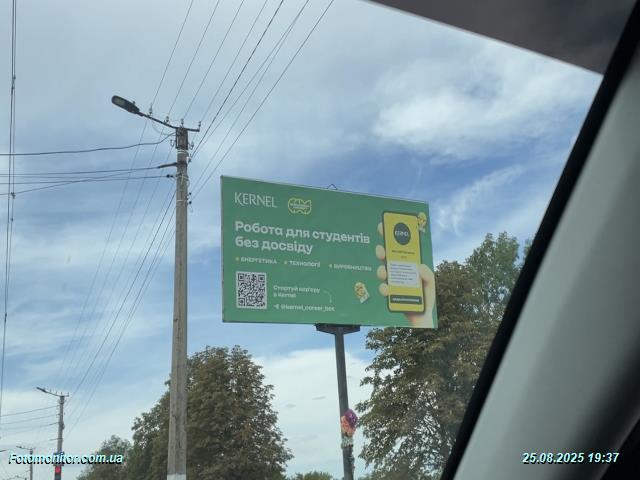 KERNEL
Робота для студентів
без досвіду
ЕНЕРГЕТИКА ТЕХНОЛОГІЇ ВИРОБНИЦТВО
Стартуй кар'єру
в Kernel
@kernel_career_bot
Fotomonitor.com.ua
25.08.2025 19:37